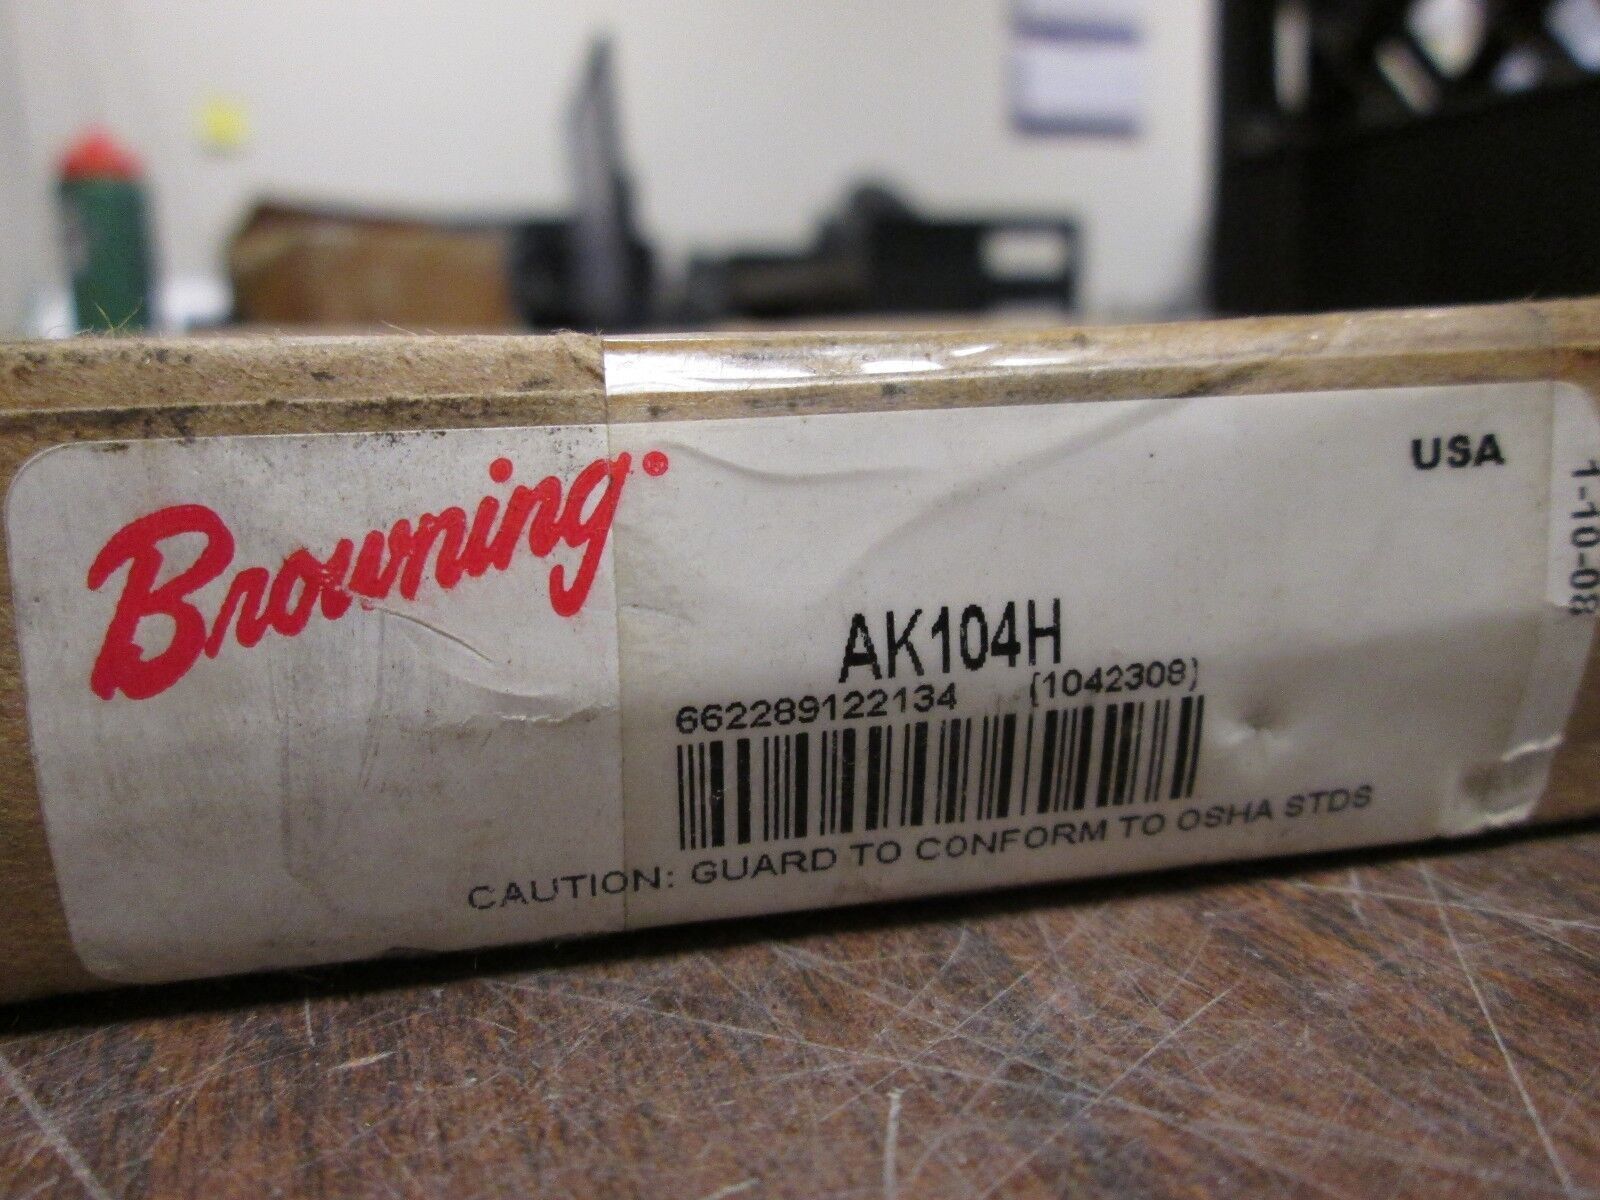 Browning®
USA
1-10-08
AK104H
662289122134 (1042308)
CAUTION: GUARD TO CONFORM TO OSHA STDS